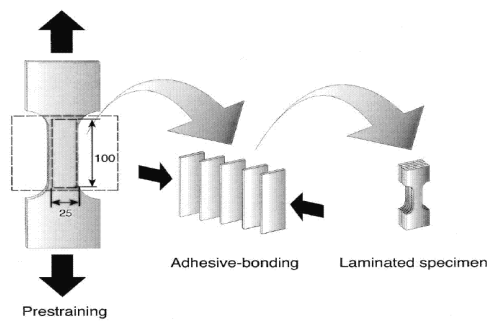 100
25
Adhesive-bonding
Laminated specimen
Prestraining